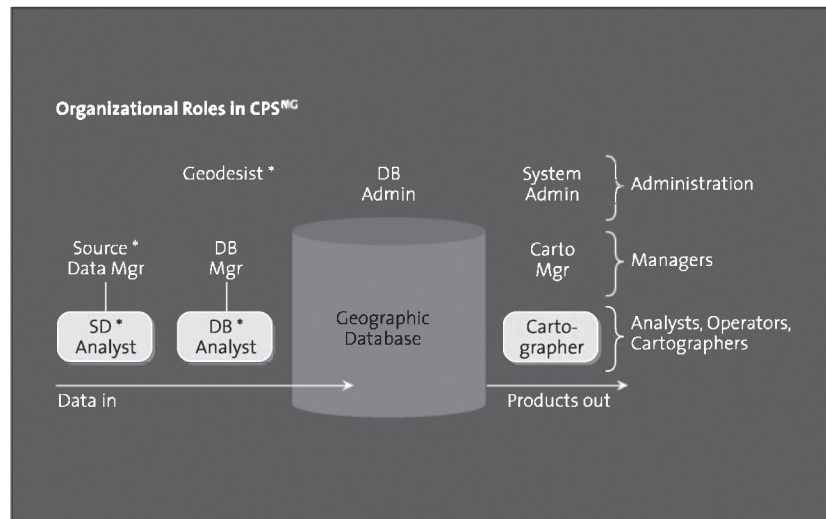 Organizational Roles in CPS^NG
Geodesist *
DB
Admin
System
Admin
Administration
Source *
Data Mgr
DB
Mgr
Carto
Mgr
Managers
SD *
Analyst
DB *
Analyst
Geographic
Database
Carto-
grapher
Analysts, Operators,
Cartographers
Data in
Products out